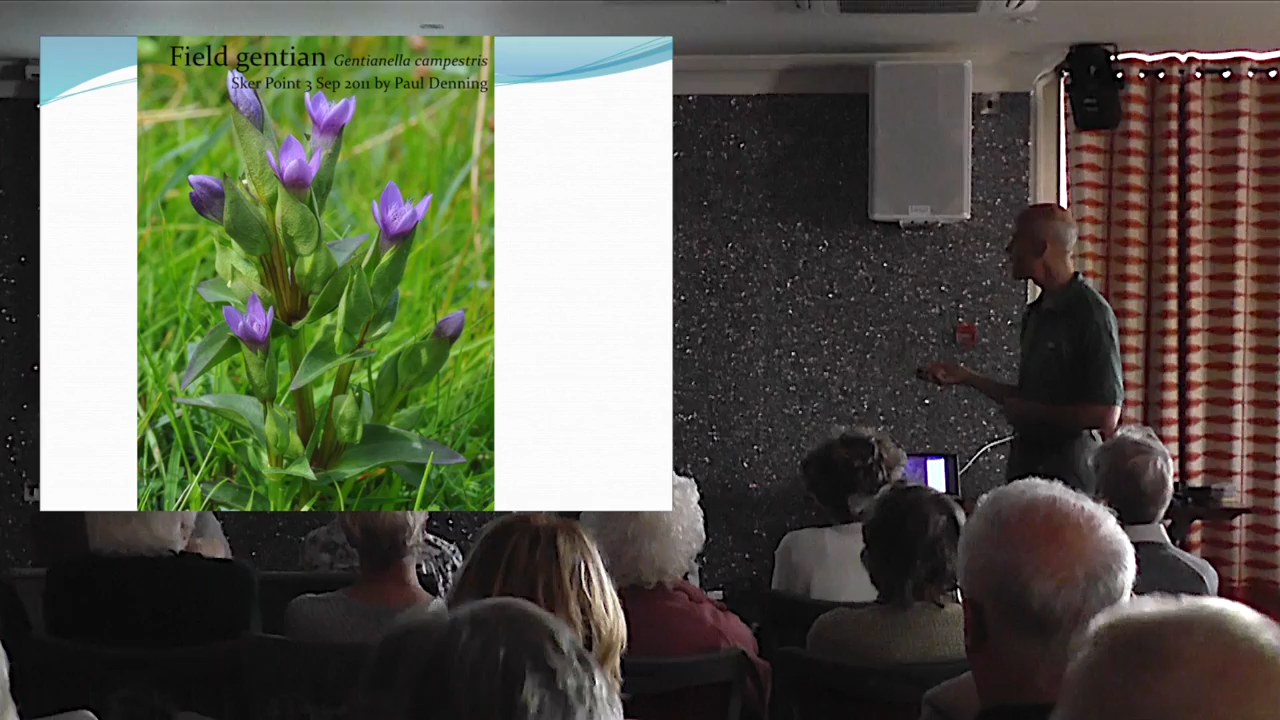 Field gentian Gentianella campestris
Sker Point 3 Sep 2011 by Paul Denning